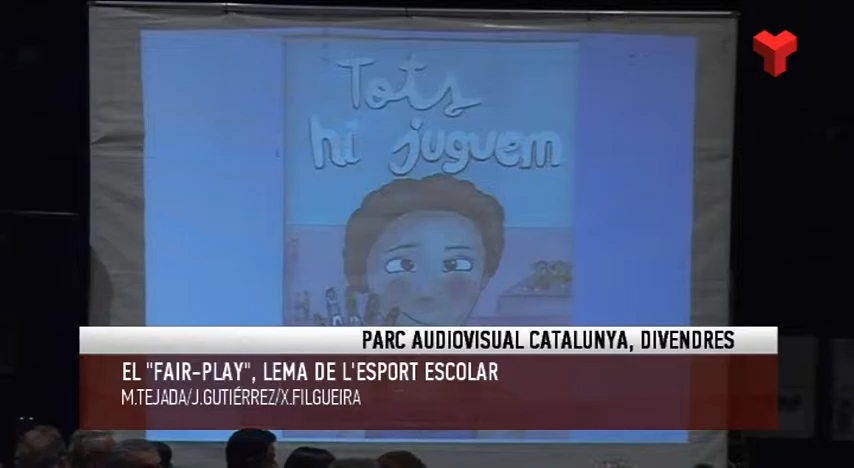 Tots
hi juguem
PARC AUDIOVISUAL CATALUNYA, DIVENDRES
EL "FAIR-PLAY", LEMA DE L'ESPORT ESCOLAR
M.TEJADA/J.GUTIÉRREZ/X.FILGUEIRA